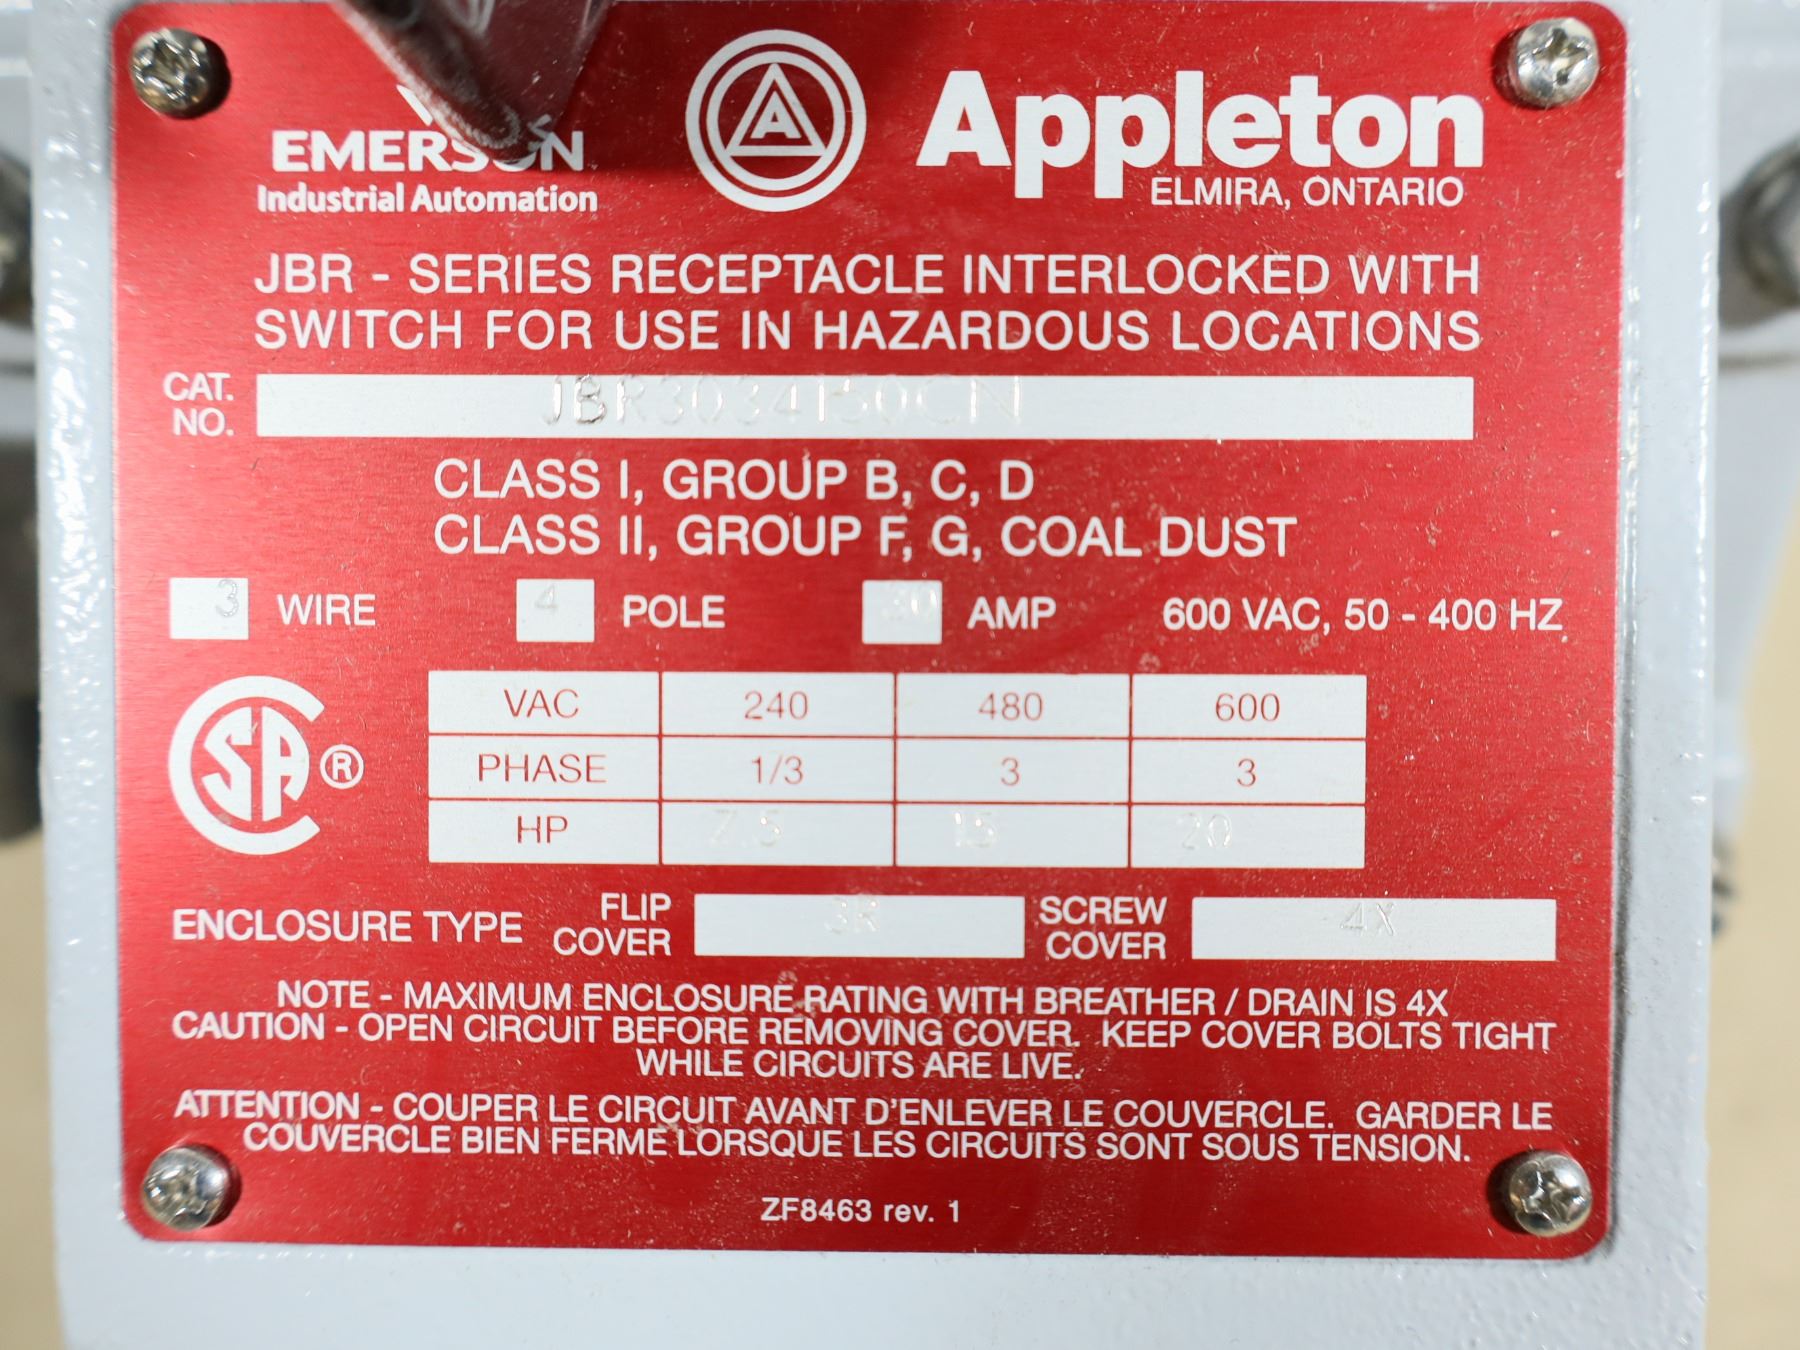 EMERSON
Industrial Automation
A
Appleton
ELMIRA, ONTARIO
JBR - SERIES RECEPTACLE INTERLOCKED WITH
SWITCH FOR USE IN HAZARDOUS LOCATIONS
CAT. NO. JBR3034150CN
CLASS I, GROUP B, C, D
CLASS II, GROUP F, G, COAL DUST
3 WIRE 4 POLE 30 AMP 600 VAC, 50 - 400 HZ
SA ®
VAC 240 480 600
PHASE 1/3 3 3
HP 7.5 15 20
ENCLOSURE TYPE FLIP COVER 3R SCREW COVER 4X
NOTE - MAXIMUM ENCLOSURE RATING WITH BREATHER / DRAIN IS 4X
CAUTION - OPEN CIRCUIT BEFORE REMOVING COVER. KEEP COVER BOLTS TIGHT
WHILE CIRCUITS ARE LIVE.
ATTENTION - COUPER LE CIRCUIT AVANT D'ENLEVER LE COUVERCLE. GARDER LE
COUVERCLE BIEN FERME LORSQUE LES CIRCUITS SONT SOUS TENSION.
ZF8463 rev. 1